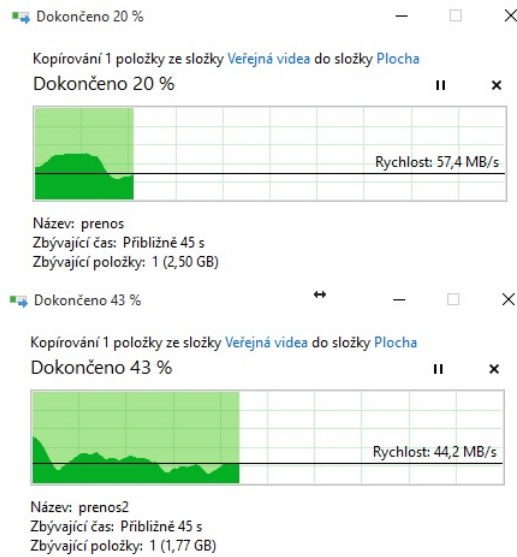 Dokončeno 20 %
Kopírování 1 položky ze složky Veřejná videa do složky Plocha
Dokončeno 20 %
Rychlost: 57,4 MB/s
Název: prenos
Zbývající čas: Přibližně 45 s
Zbývající položky: 1 (2,50 GB)
Dokončeno 43 %
Kopírování 1 položky ze složky Veřejná videa do složky Plocha
Dokončeno 43 %
Rychlost: 44,2 MB/s
Název: prenos2
Zbývající čas: Přibližně 45 s
Zbývající položky: 1 (1,77 GB)